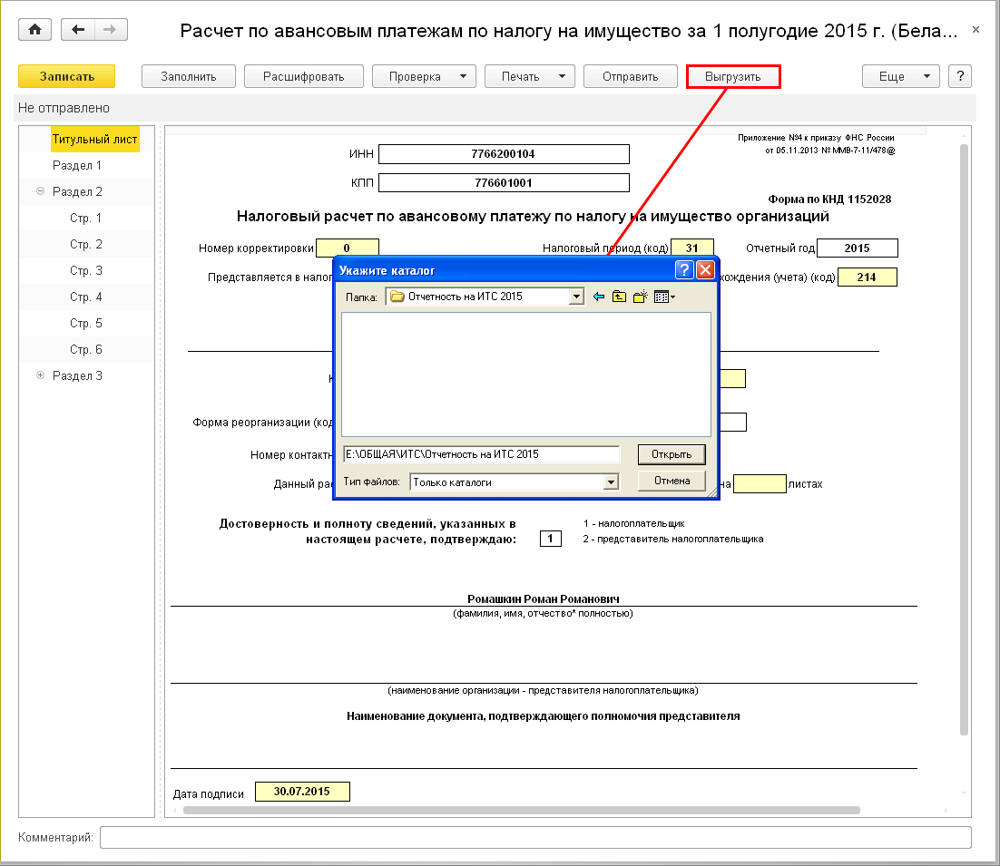 Расчет по авансовым платежам по налогу на имущество за 1 полугодие 2015 г. (Бела... ×
Записать Заполнить Расшифровать Проверка Печать Отправить Выгрузить Еще ?
Не отправлено
Титульный лист
Раздел 1
Раздел 2
Стр. 1
Стр. 2
Стр. 3
Стр. 4
Стр. 5
Стр. 6
Раздел 3
Приложение №4 к приказу ФНС России
от 05.11.2013 № ММВ-7-11/478@
ИНН 7766200104
КПП 776601001
Форма по КНД 1152028
Налоговый расчет по авансовому платежу по налогу на имущество организаций
Номер корректировки 0 Налоговый период (код) 31 Отчетный год 2015
Представляется в нало хождения (учета) (код) 214
Укажите каталог ?
Папка: Отчетность на ИТС 2015
Форма реорганизации (код
E:\ОБЩАЯ\ИТС\Отчетность на ИТС 2015 Открыть
Номер контактн
Тип файлов: Только каталоги Отмена
Данный ра на листах
Достоверность и полноту сведений, указанных в
настоящем расчете, подтверждаю: 1
1 - налогоплательщик
2 - представитель налогоплательщика
Ромашкин Роман Романович
(фамилия, имя, отчество* полностью)
(наименование организации - представителя налогоплательщика)
Наименование документа, подтверждающего полномочия представителя
Дата подписи 30.07.2015
Комментарий: